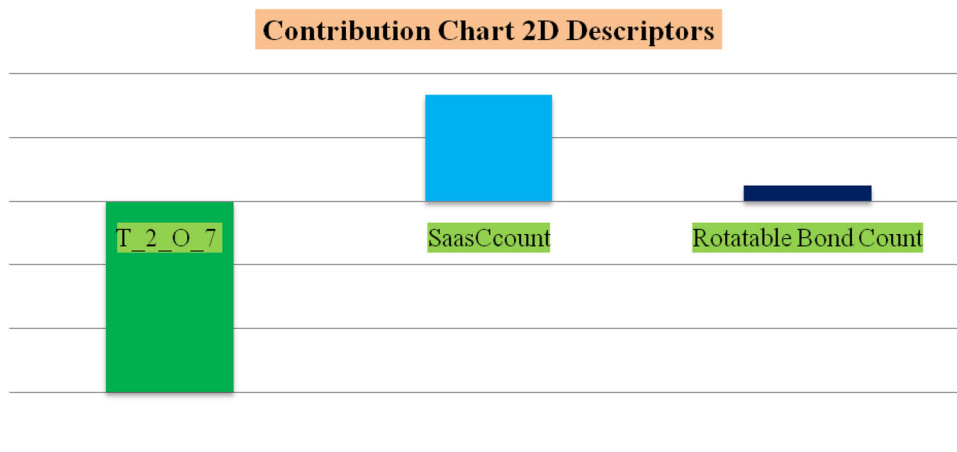 Contribution Chart 2D Descriptors
T_2_O_7
SaasCcount
Rotatable Bond Count